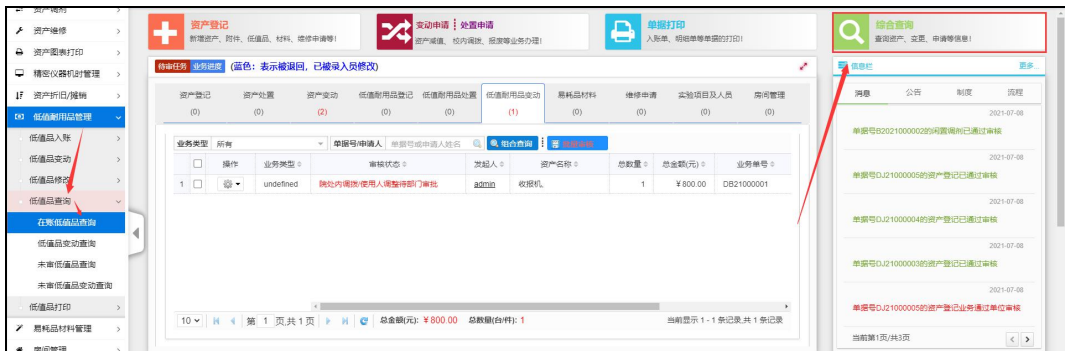 资产调剂
资产维修
资产图表打印
精密仪器机时管理
资产折旧/摊销
低值耐用品管理
低值品入账
低值品变动
低值品修改
低值品查询
在账低值品查询
低值品变动查询
未审低值品查询
未审低值品变动查询
低值品打印
易耗品材料管理
房间管理
资产登记
新增资产、附件、低值品、材料、维修申请等!
变动申请 处置申请
资产减值、校内调拨、报废等业务办理!
单据打印
入账单、明细单等单据的打印!
综合查询
查询资产、变更、申请等信息!
待审任务 业务进度 (蓝色：表示被退回，已被录入员修改)
资产登记 资产处置 资产变动 低值耐用品登记 低值耐用品处置 低值耐用品变动 易耗品材料 维修申请 实验项目及人员 房间管理
(0) (0) (2) (0) (0) (1) (0) (0) (0) (0)
业务类型 所有 单据号/申请人 单据号或申请人姓名 组合查询
操作 业务类型 审核状态 发起人 资产名称 总数量 总金额(元) 业务单号
1 undefined 院处内调拨/使用人调整待部门审批 admin 收报机, 1 ￥800.00 DB21000001
10 第 1 页,共1页 总金额(元): ￥800.00 总数量(台/件): 1 当前显示 1 - 1 条记录,共 1 条记录
信息栏 更多...
消息 公告 制度 流程
2021-07-08
单据号B2021000002的闲置调剂已通过审核
2021-07-08
单据号DJ21000005的资产登记已通过审核
2021-07-08
单据号DJ21000004的资产登记已通过审核
2021-07-08
单据号DJ21000003的资产登记已通过审核
2021-07-08
单据号DJ21000005的资产登记业务通过单位审核
当前第1页/共3页